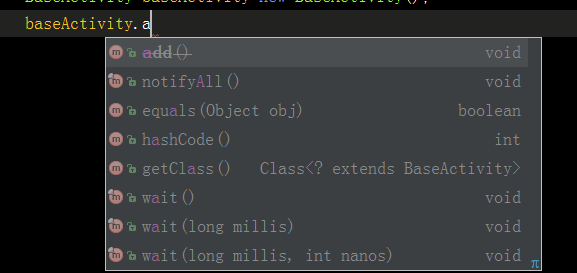 BaseActivity baseActivity=new BaseActivity();
baseActivity.a
add() void
notifyAll() void
equals(Object obj) boolean
hashCode() int
getClass() Class<? extends BaseActivity>
wait() void
wait(long millis) void
wait(long millis, int nanos) void
π